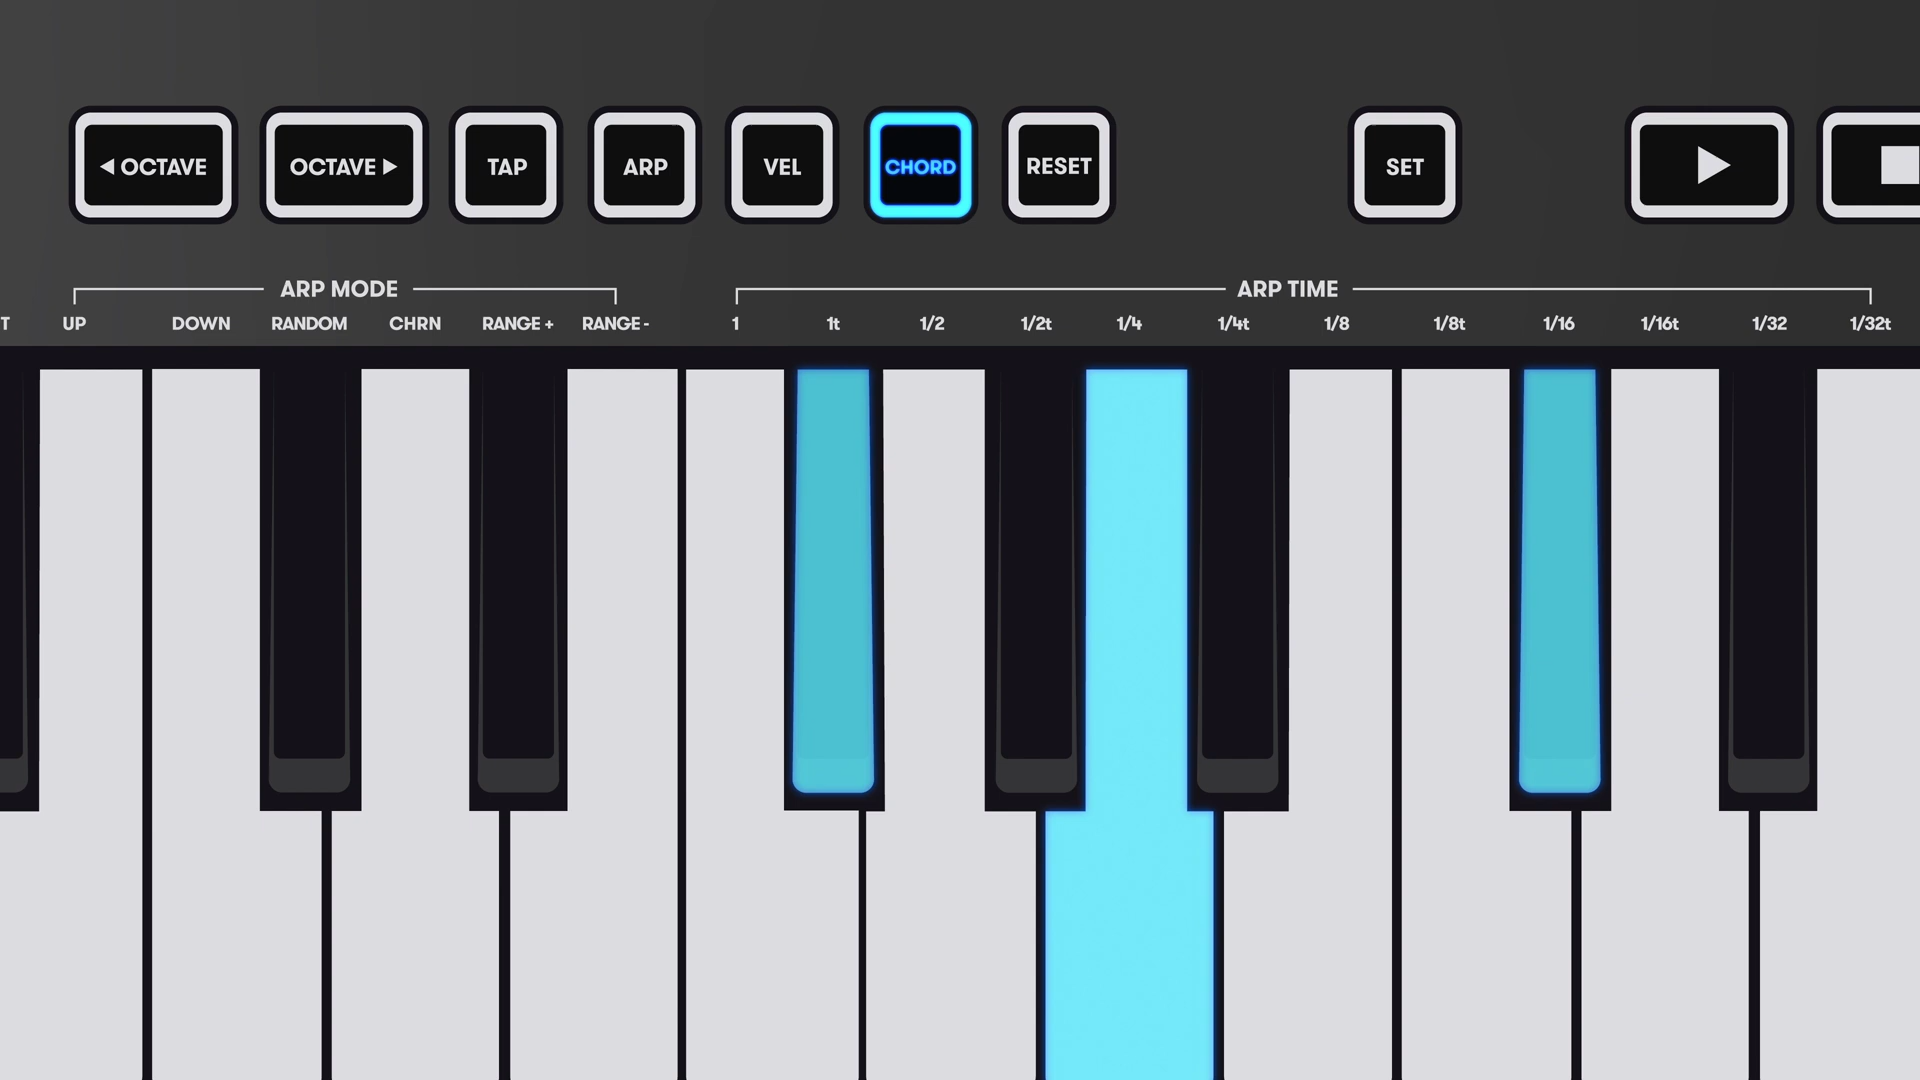 ◀ OCTAVE OCTAVE ▶ TAP ARP VEL CHORD RESET SET
ARP MODE ARP TIME
T UP DOWN RANDOM CHRN RANGE + RANGE - 1 1t 1/2 1/2t 1/4 1/4t 1/8 1/8t 1/16 1/16t 1/32 1/32t